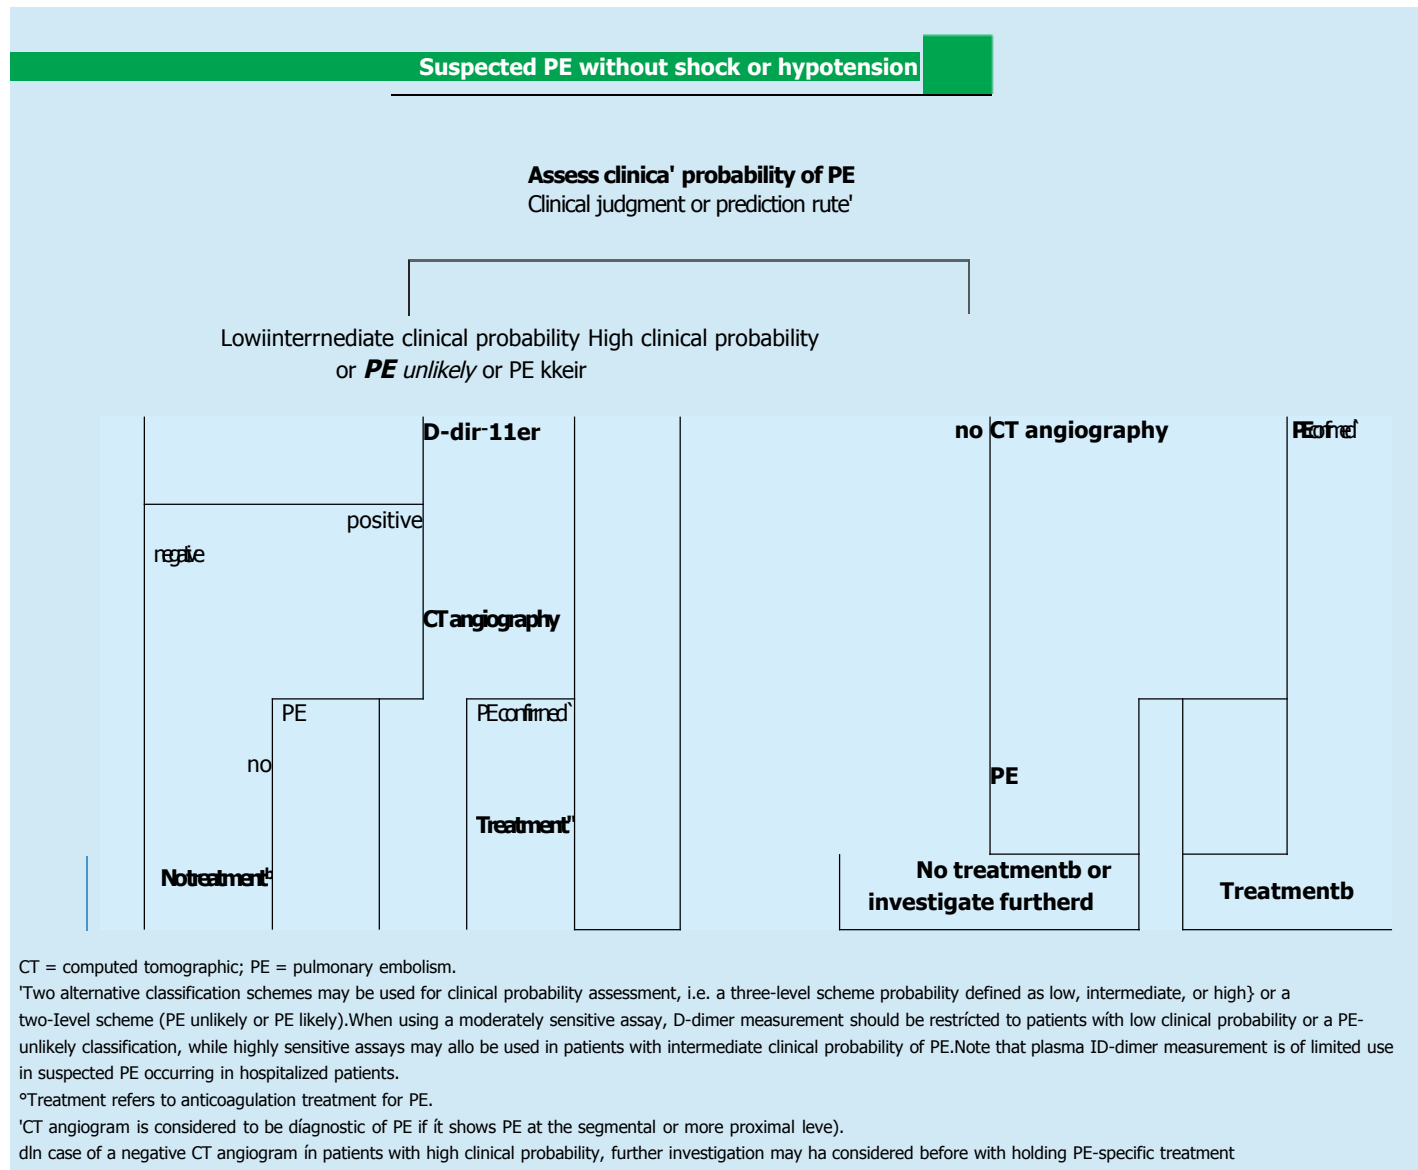 Suspected PE without shock or hypotension
Assess clinica' probability of PE
Clinical judgment or prediction rute'
Lowiinterrnediate clinical probability High clinical probability
or PE unlikely or PE kkeir
D-dir-11er
no CT angiography
PEconfirned`
positive
negative
CT angiography
PE
PE confirrned`
no
PE
Treatment"
No treatmentb
No treatmentb or
investigate furtherd
Treatmentb
CT = computed tomographic; PE = pulmonary embolism.
'Two alternative classification schemes may be used for clinical probability assessment, i.e. a three-level scheme probability defined as low, intermediate, or high} or a
two-Ievel scheme (PE unlikely or PE likely).When using a moderately sensitive assay, D-dimer measurement should be restrícted to patients wíth low clinical probability or a PE-
unlikely classification, while highly sensitive assays may allo be used in patients with intermediate clinical probability of PE.Note that plasma ID-dimer measurement is of limited use
in suspected PE occurring in hospitalized patients.
°Treatment refers to anticoagulation treatment for PE.
'CT angiogram is considered to be díagnostic of PE if ít shows PE at the segmental or more proximal leve).
dIn case of a negative CT angiogram ín patients with high clinical probability, further investigation may ha considered before with holding PE-specific treatment